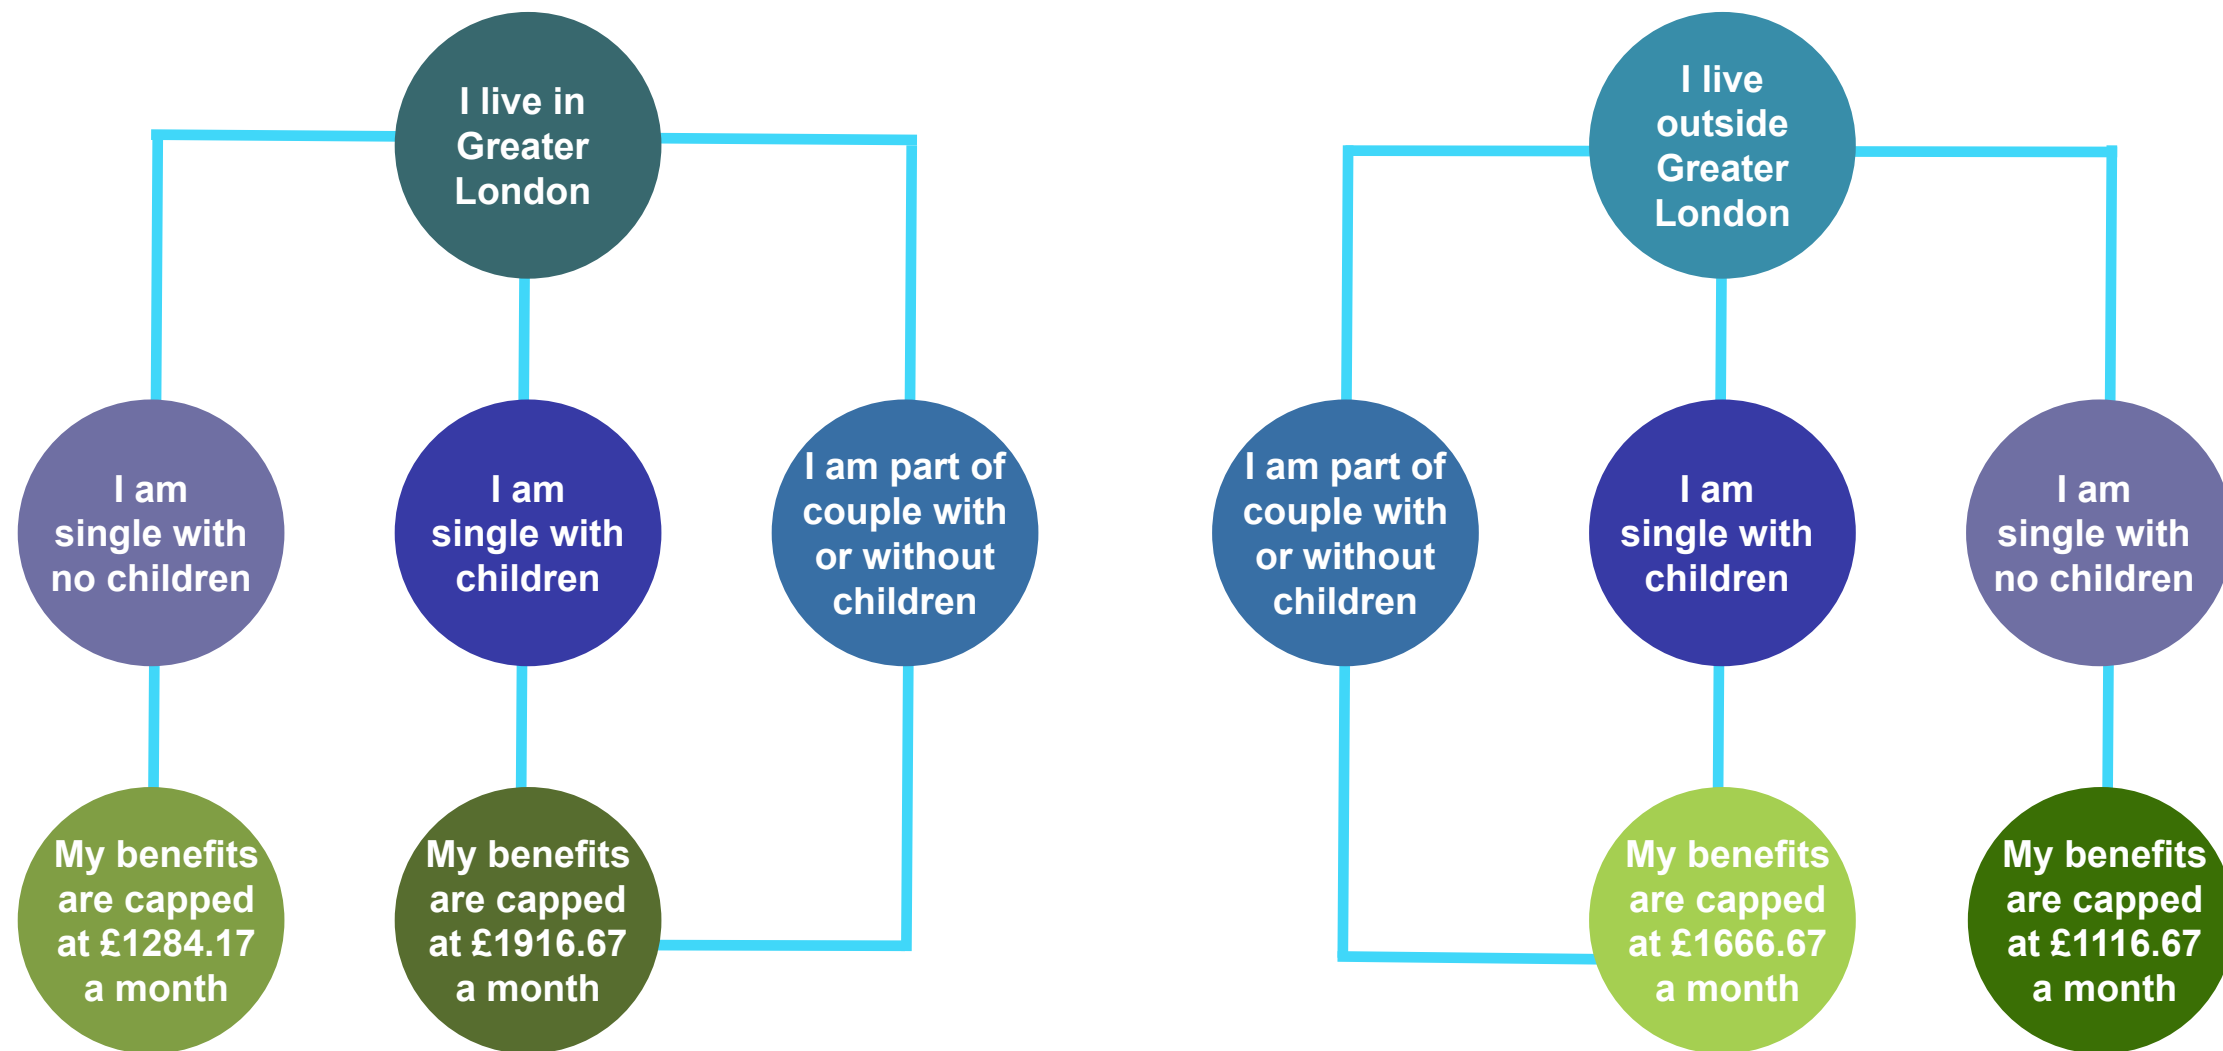 I live in
Greater
London
I live
outside
Greater
London
I am
single with
no children
I am
single with
children
I am part of
couple with
or without
children
I am part of
couple with
or without
children
I am
single with
children
I am
single with
no children
My benefits
are capped
at £1284.17
a month
My benefits
are capped
at £1916.67
a month
My benefits
are capped
at £1666.67
a month
My benefits
are capped
at £1116.67
a month